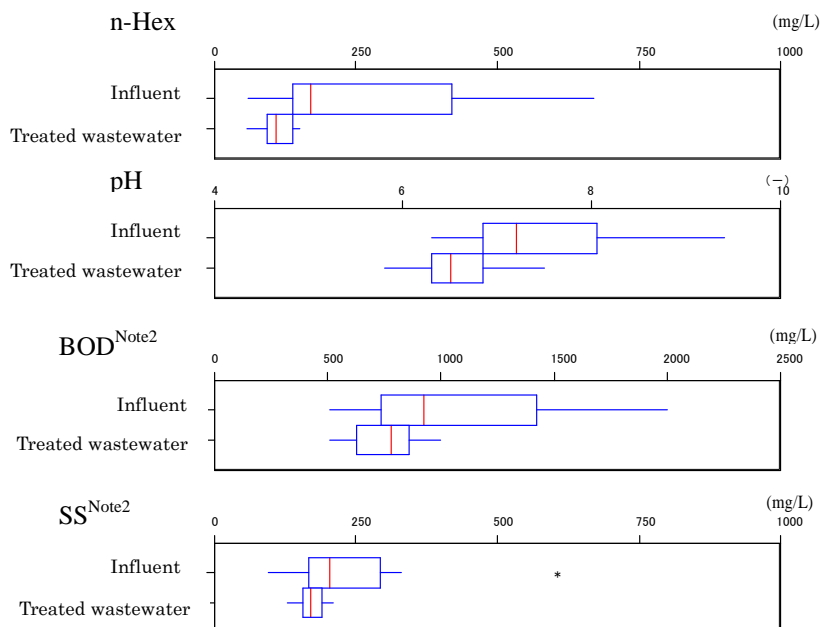 n-Hex (mg/L)
0 250 500 750 1000
Influent
Treated wastewater
pH (－)
4 6 8 10
Influent
Treated wastewater
BOD Note2 (mg/L)
0 500 1000 1500 2000 2500
Influent
Treated wastewater
SS Note2 (mg/L)
0 250 500 750 1000
Influent
*
Treated wastewater